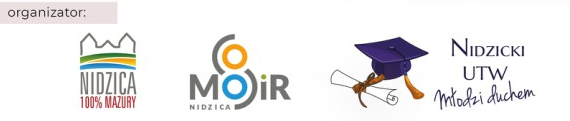 organizator:
NIDZICA
100% MAZURY
MOSiR
NIDZICA
NIDZICKI
UTW
Młodzi duchem